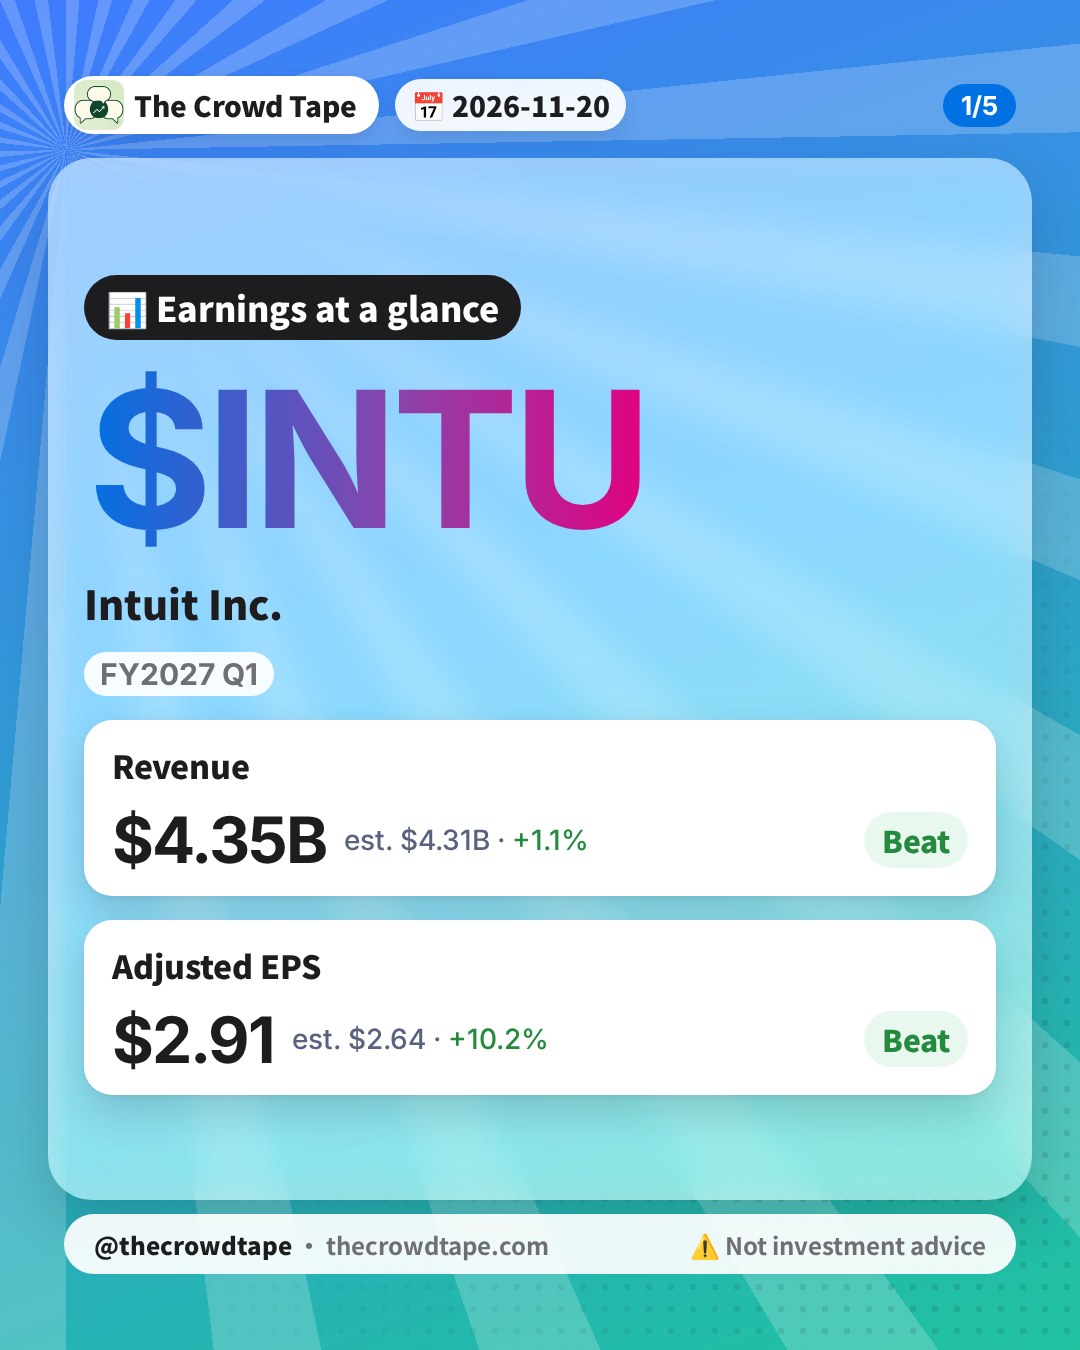 The Crowd Tape
📅 2026-11-20
1/5
📊 Earnings at a glance
$INTU
Intuit Inc.
FY2027 Q1
Revenue
$4.35B est. $4.31B · +1.1% Beat
Adjusted EPS
$2.91 est. $2.64 · +10.2% Beat
@thecrowdtape • thecrowdtape.com ⚠️ Not investment advice